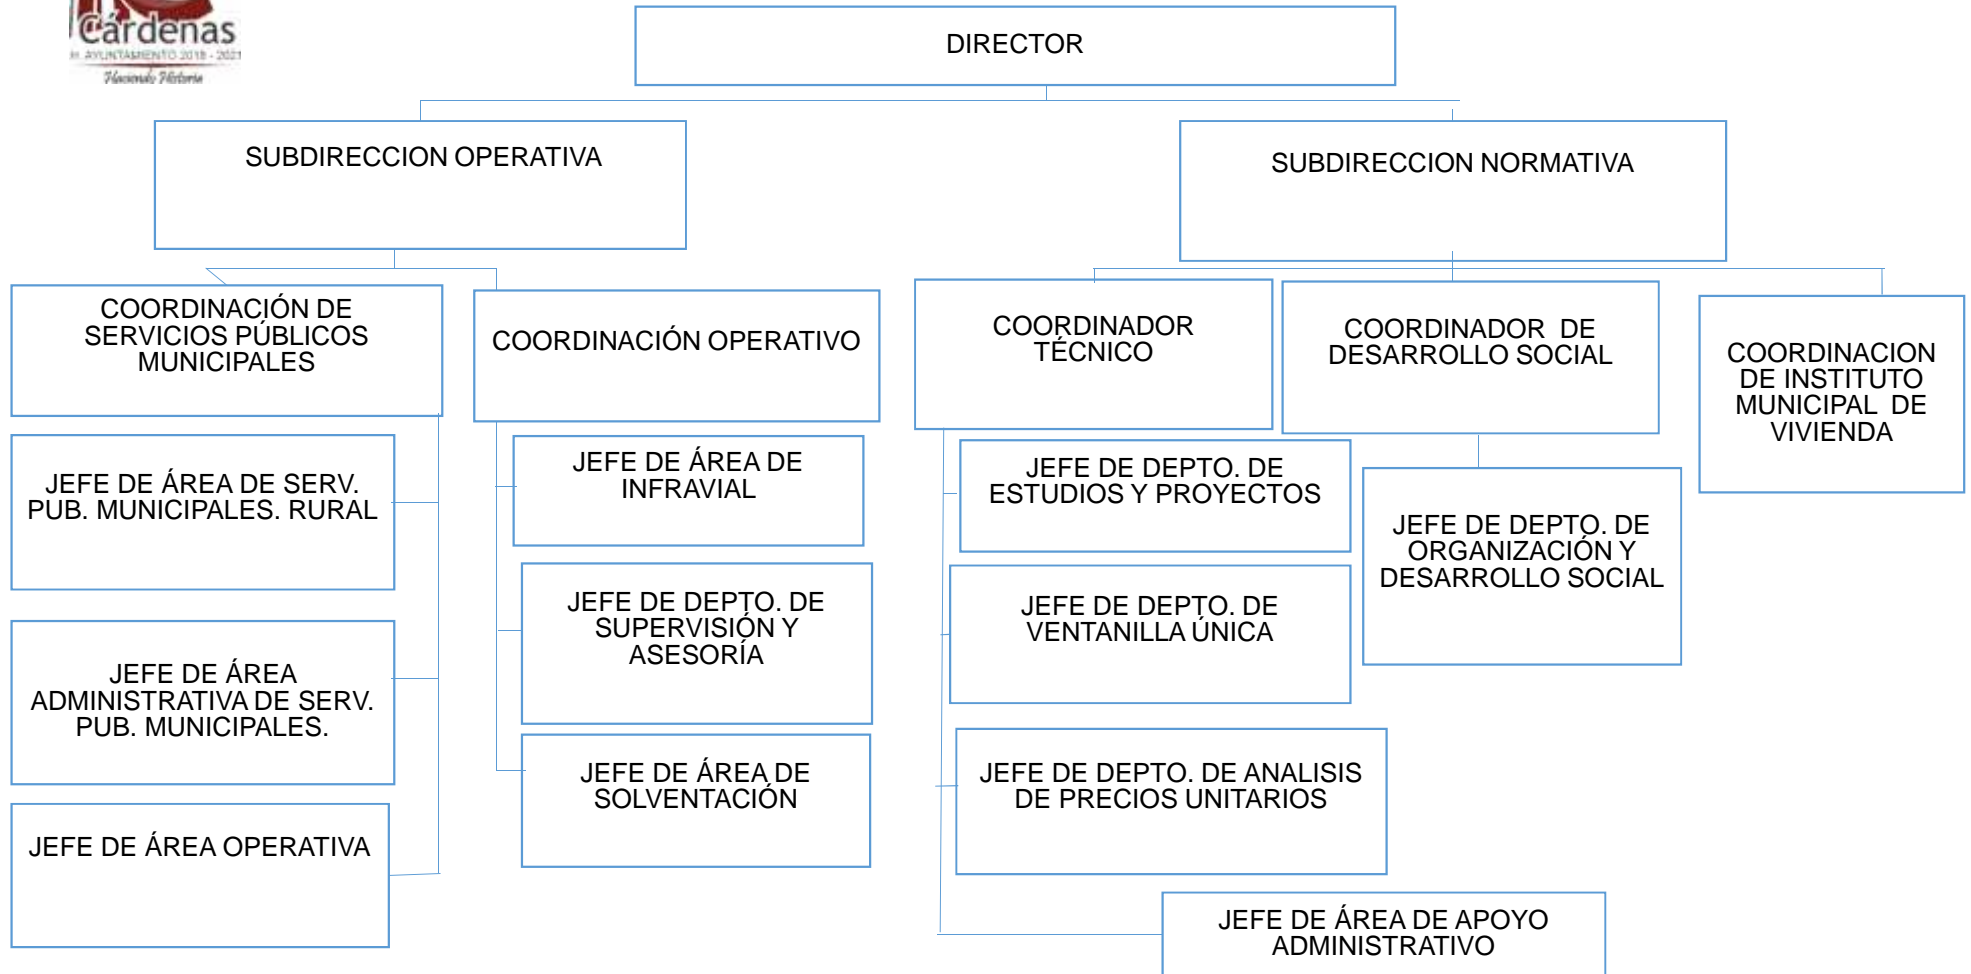 Cárdenas
H. AYUNTAMIENTO 2018 - 2021
Haciendo Historia
DIRECTOR
SUBDIRECCION OPERATIVA
SUBDIRECCION NORMATIVA
COORDINACIÓN DE
SERVICIOS PÚBLICOS
MUNICIPALES
COORDINACIÓN OPERATIVO
COORDINADOR
TÉCNICO
COORDINADOR DE
DESARROLLO SOCIAL
COORDINACION
DE INSTITUTO
MUNICIPAL DE
VIVIENDA
JEFE DE ÁREA DE SERV.
PUB. MUNICIPALES. RURAL
JEFE DE ÁREA
ADMINISTRATIVA DE SERV.
PUB. MUNICIPALES.
JEFE DE ÁREA OPERATIVA
JEFE DE ÁREA DE
INFRAVIAL
JEFE DE DEPTO. DE
SUPERVISIÓN Y
ASESORÍA
JEFE DE ÁREA DE
SOLVENTACIÓN
JEFE DE DEPTO. DE
ESTUDIOS Y PROYECTOS
JEFE DE DEPTO. DE
VENTANILLA ÚNICA
JEFE DE DEPTO. DE ANALISIS
DE PRECIOS UNITARIOS
JEFE DE ÁREA DE APOYO
ADMINISTRATIVO
JEFE DE DEPTO. DE
ORGANIZACIÓN Y
DESARROLLO SOCIAL